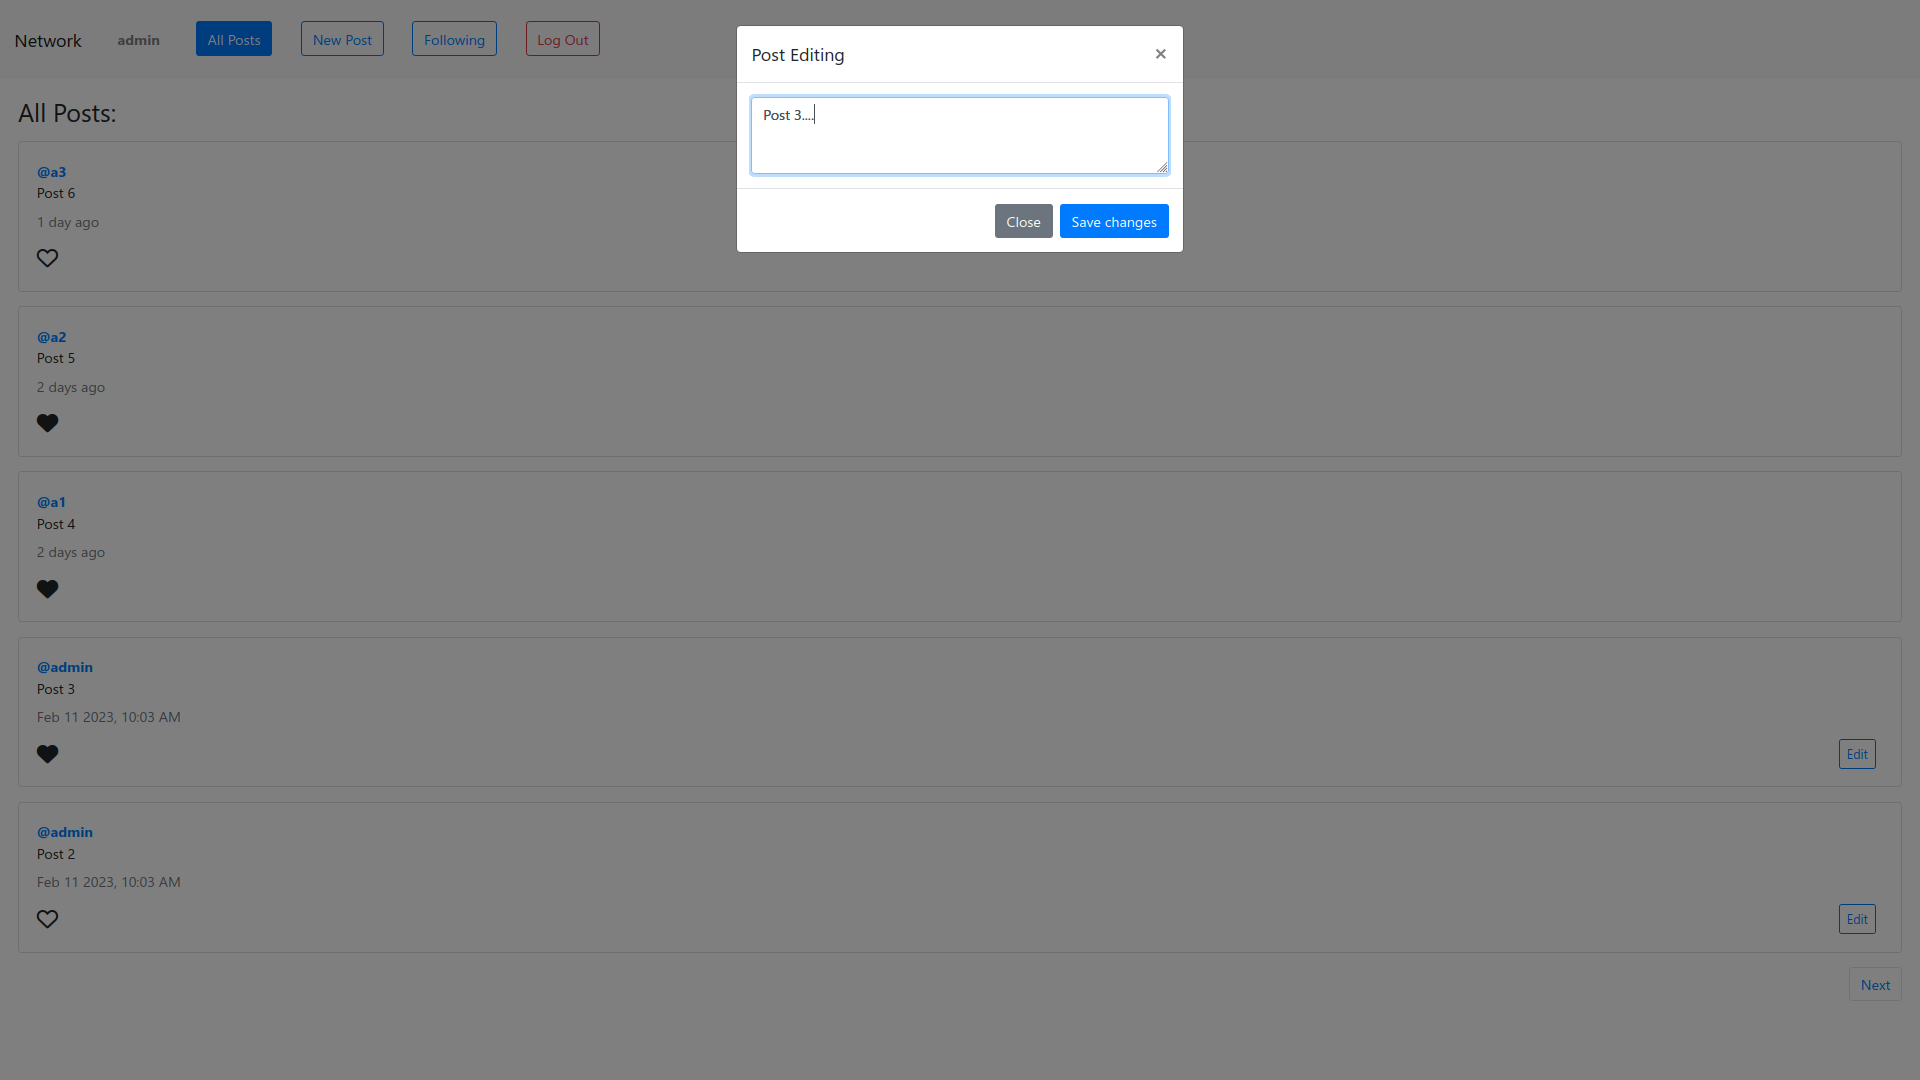 Network admin All Posts New Post Following Log Out
Post Editing ×
Post 3....
Close Save changes
All Posts:
@a3
Post 6
1 day ago
@a2
Post 5
2 days ago
@a1
Post 4
2 days ago
@admin
Post 3
Feb 11 2023, 10:03 AM
Edit
@admin
Post 2
Feb 11 2023, 10:03 AM
Edit
Next